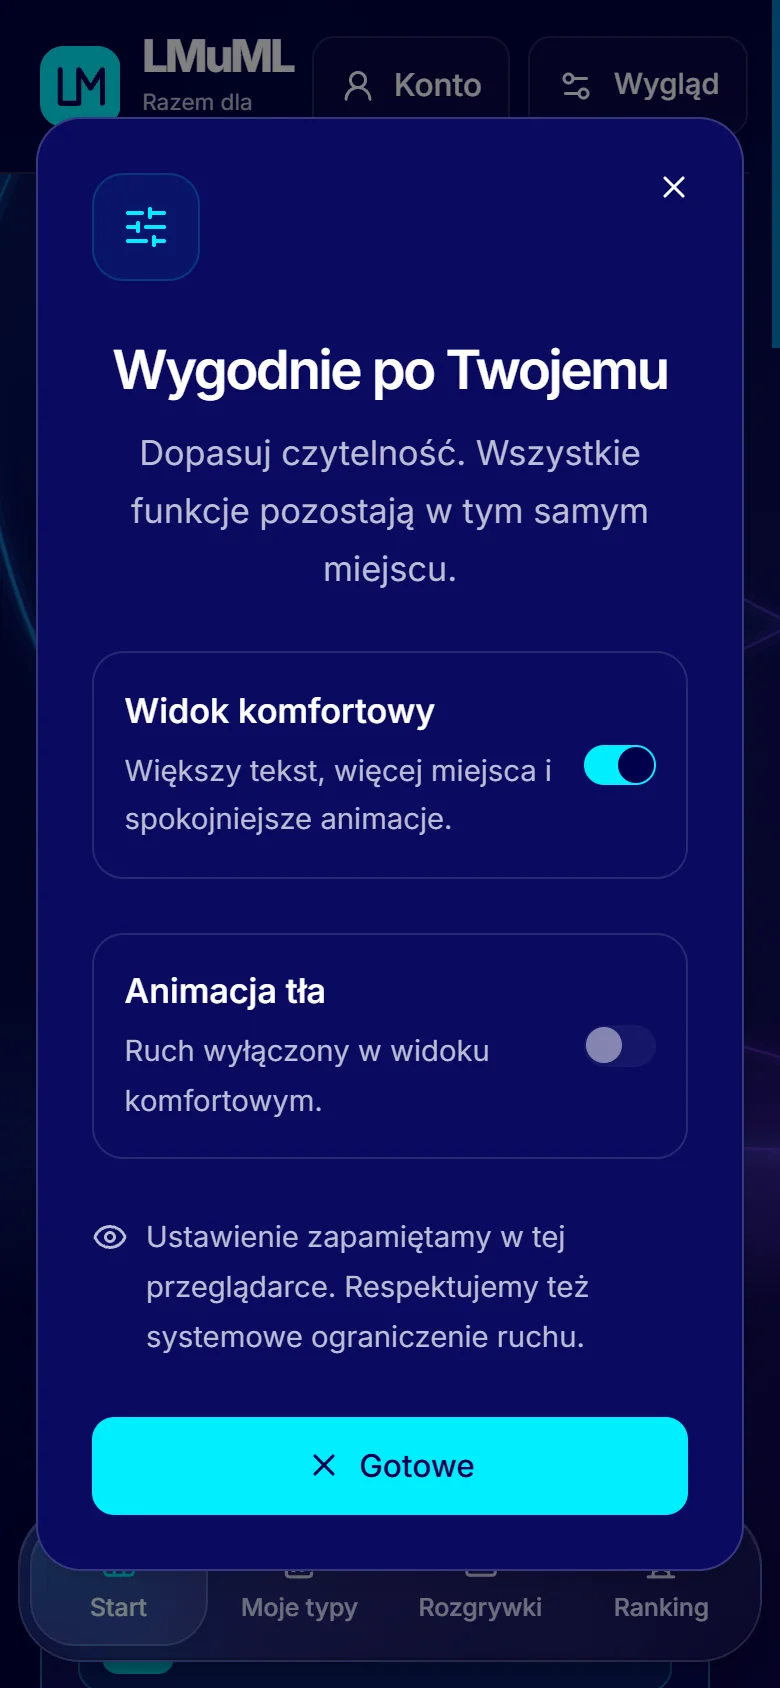 LM
LMuML
Razem dla
Konto
Wygląd
Wygodnie po Twojemu
Dopasuj czytelność. Wszystkie
funkcje pozostają w tym samym
miejscu.
Widok komfortowy
Większy tekst, więcej miejsca i
spokojniejsze animacje.
Animacja tła
Ruch wyłączony w widoku
komfortowym.
Ustawienie zapamiętamy w tej
przeglądarce. Respektujemy też
systemowe ograniczenie ruchu.
Gotowe
Start
Moje typy
Rozgrywki
Ranking